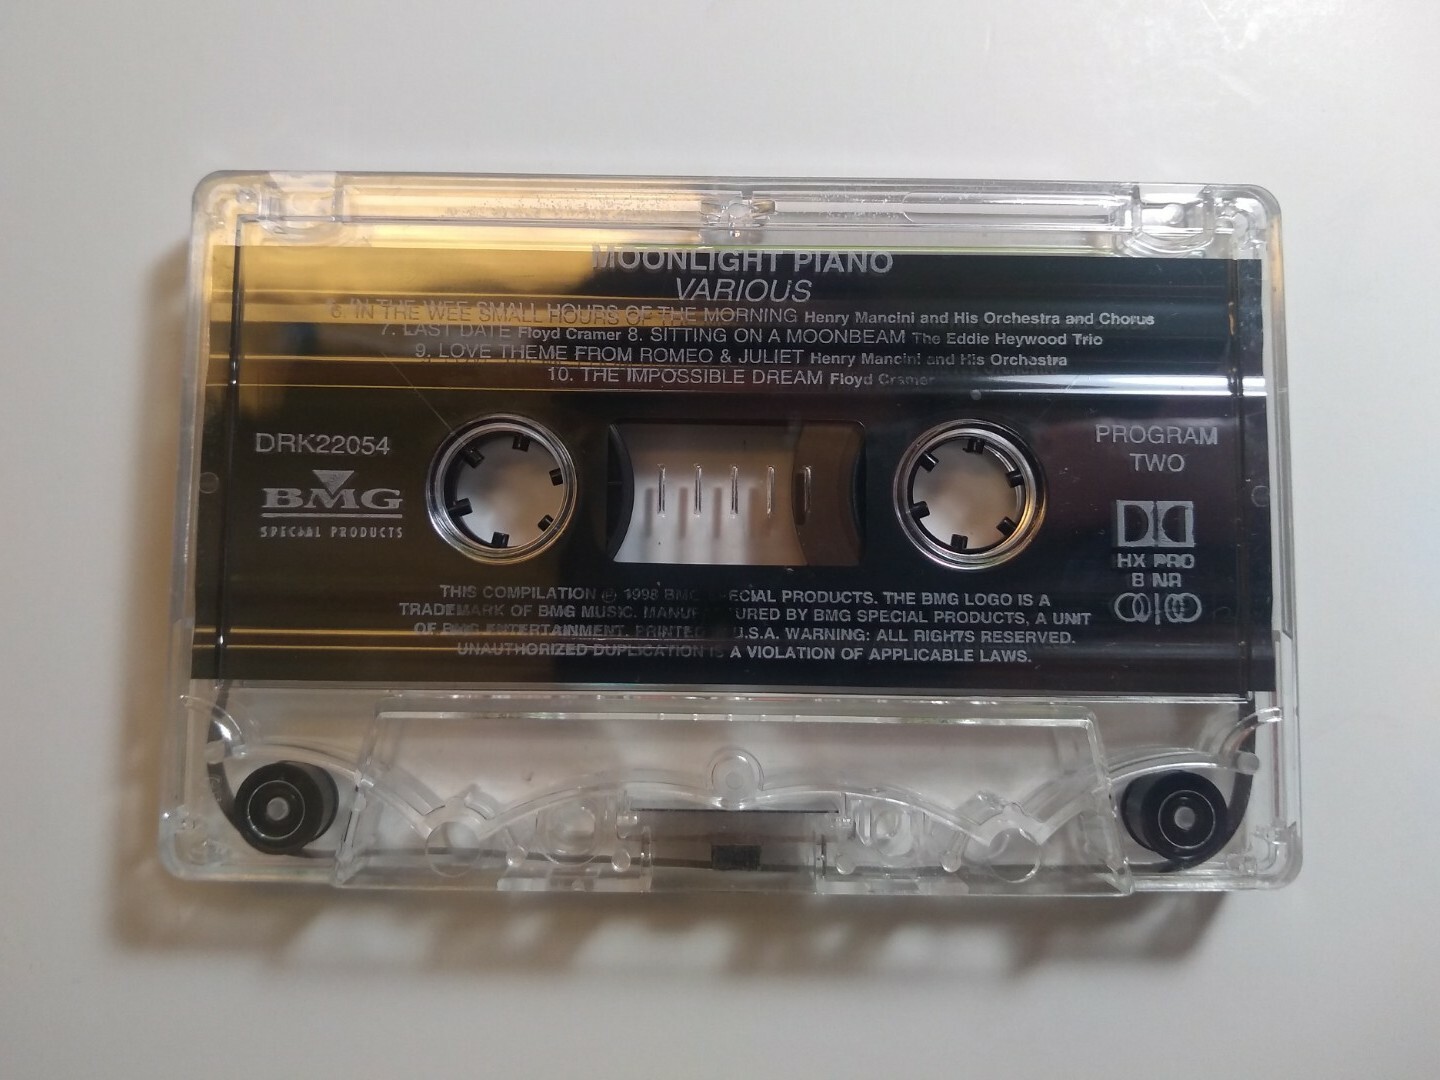 MOONLIGHT PIANO
VARIOUS
6. IN THE WEE SMALL HOURS OF THE MORNING Henry Mancini and His Orchestra and Chorus
7. LAST DATE Floyd Cramer 8. SITTING ON A MOONBEAM The Eddie Heywood Trio
9. LOVE THEME FROM ROMEO & JULIET Henry Mancini and His Orchestra
10. THE IMPOSSIBLE DREAM Floyd Cramer
DRK22054
BMG
SPECIAL PRODUCTS
PROGRAM
TWO
HX PRO
B NR
THIS COMPILATION ℗ 1998 BMG SPECIAL PRODUCTS. THE BMG LOGO IS A
TRADEMARK OF BMG MUSIC. MANUFACTURED BY BMG SPECIAL PRODUCTS, A UNIT
OF BMG ENTERTAINMENT. PRINTED U.S.A. WARNING: ALL RIGHTS RESERVED.
UNAUTHORIZED DUPLICATION IS A VIOLATION OF APPLICABLE LAWS.